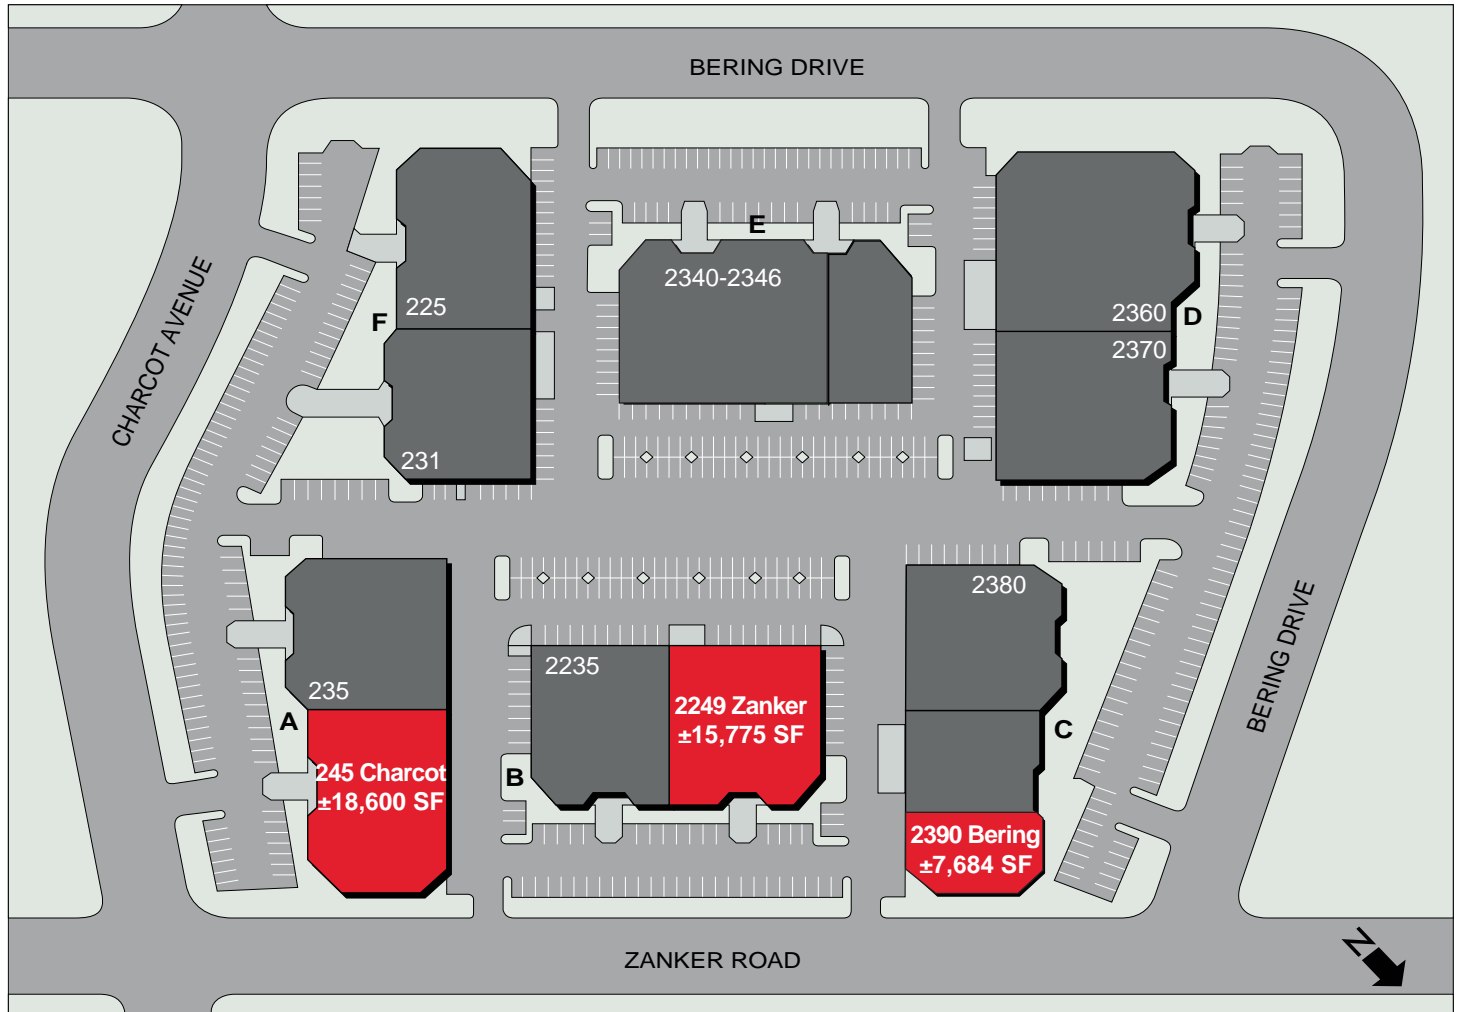 BERING DRIVE
E
2340-2346
225
F
231
2360
D
2370
CHARCOT AVENUE
2380
235
A
245 Charcot
±18,600 SF
2235
2249 Zanker
±15,775 SF
B
C
2390 Bering
±7,684 SF
BERING DRIVE
ZANKER ROAD
N